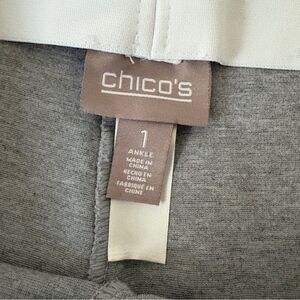 chico's
1
ANKLE
MADE IN
CHINA
HECHO EN
CHINA
FABRIQUÉ EN
CHINE